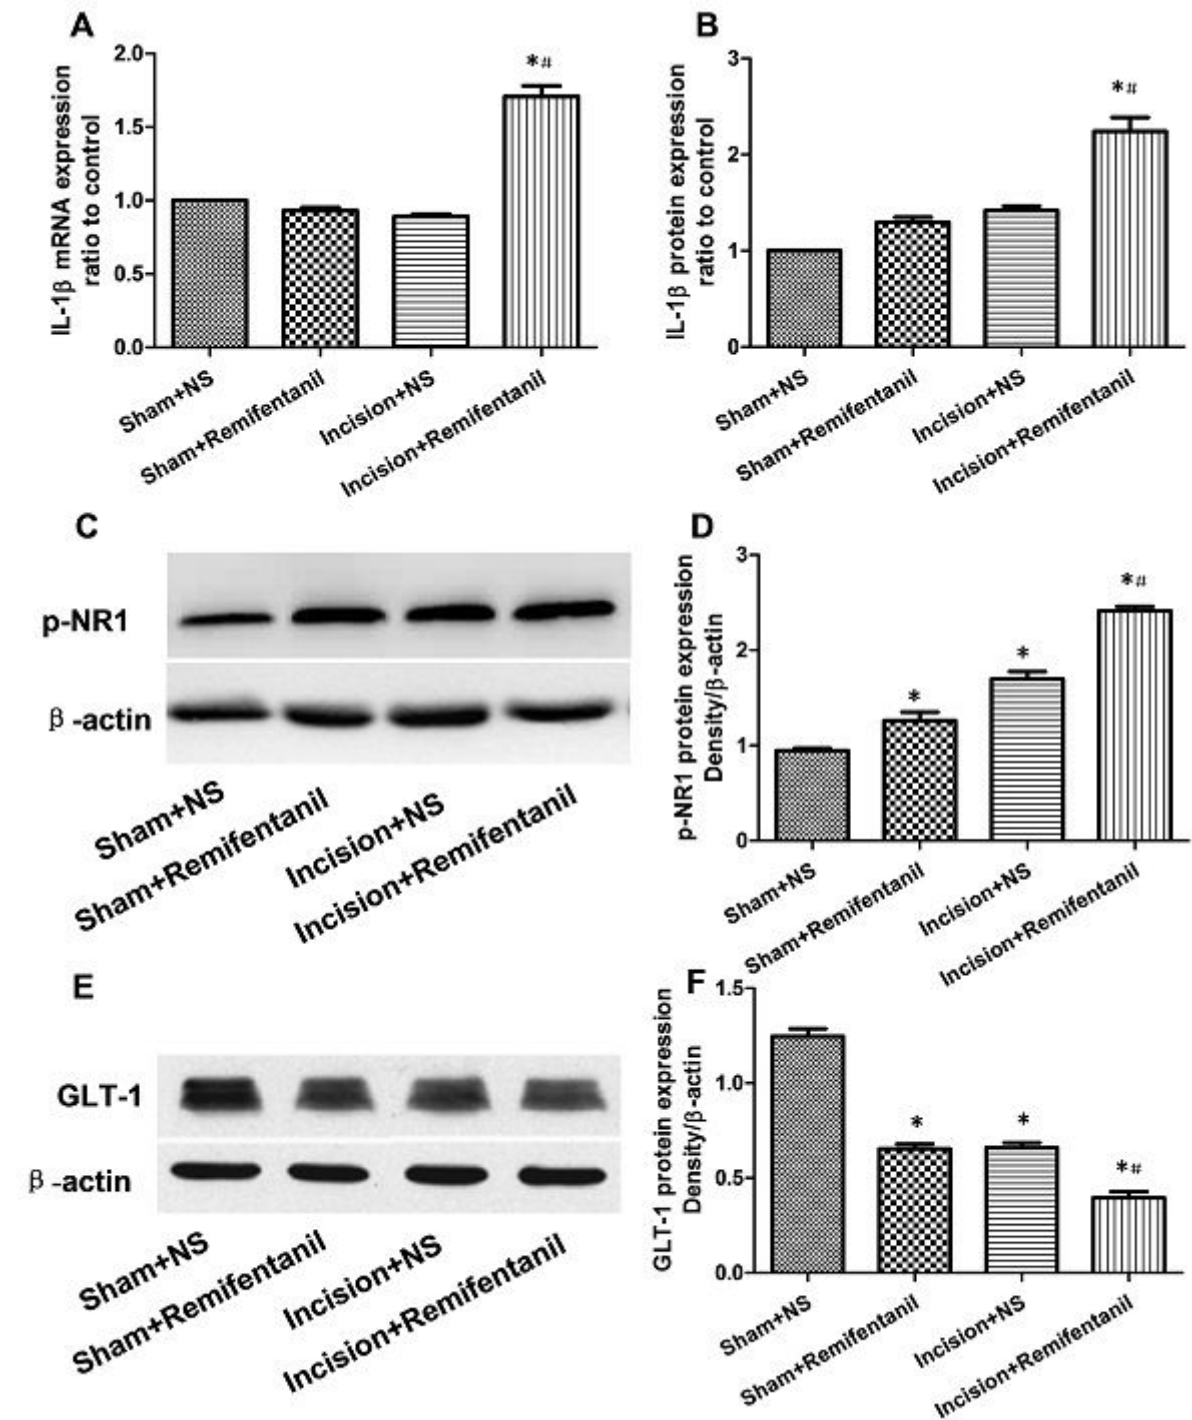 A
IL-1β mRNA expression
ratio to control
2.0
1.5
1.0
0.5
0.0
*#
Sham+NS
Sham+Remifentanil
Incision+NS
Incision+Remifentanil
B
IL-1β protein expression
ratio to control
3
2
1
0
*#
Sham+NS
Sham+Remifentanil
Incision+NS
Incision+Remifentanil
C
p-NR1
β-actin
Sham+NS
Sham+Remifentanil
Incision+NS
Incision+Remifentanil
D
p-NR1 protein expression
Density/β-actin
3
2
1
0
*
*
*#
Sham+NS
Sham+Remifentanil
Incision+NS
Incision+Remifentanil
E
GLT-1
β-actin
Sham+NS
Sham+Remifentanil
Incision+NS
Incision+Remifentanil
F
GLT-1 protein expression
Density/β-actin
1.5
1.0
0.5
0.0
*
*
*#
Sham+NS
Sham+Remifentanil
Incision+NS
Incision+Remifentanil